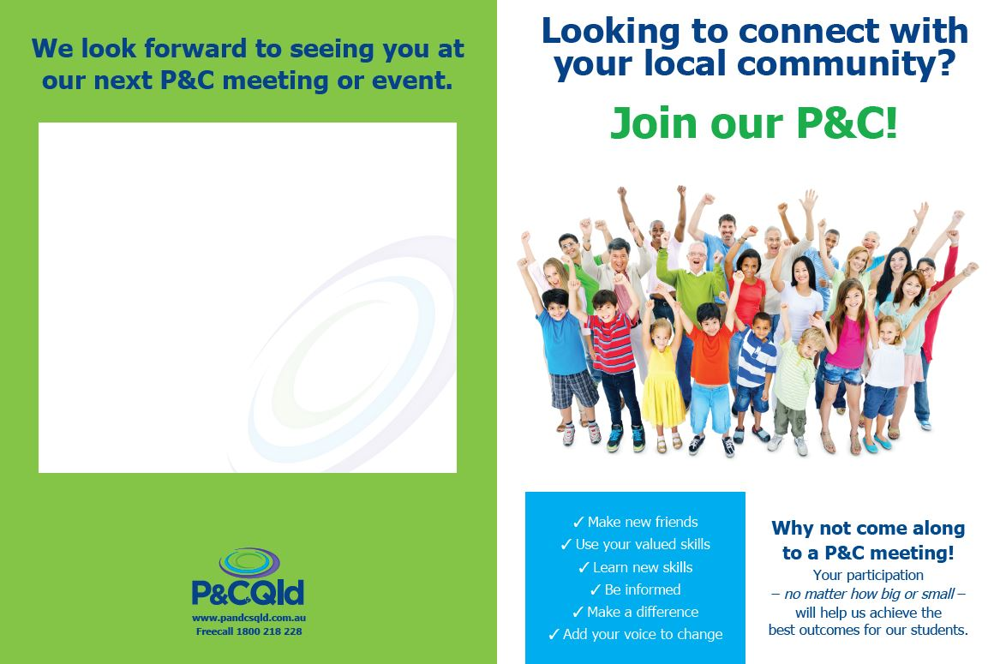 We look forward to seeing you at
our next P&C meeting or event.
P&CQld
www.pandcsqld.com.au
Freecall 1800 218 228
Looking to connect with
your local community?
Join our P&C!
✓ Make new friends
✓ Use your valued skills
✓ Learn new skills
✓ Be informed
✓ Make a difference
✓ Add your voice to change
Why not come along
to a P&C meeting!
Your participation
– no matter how big or small –
will help us achieve the
best outcomes for our students.